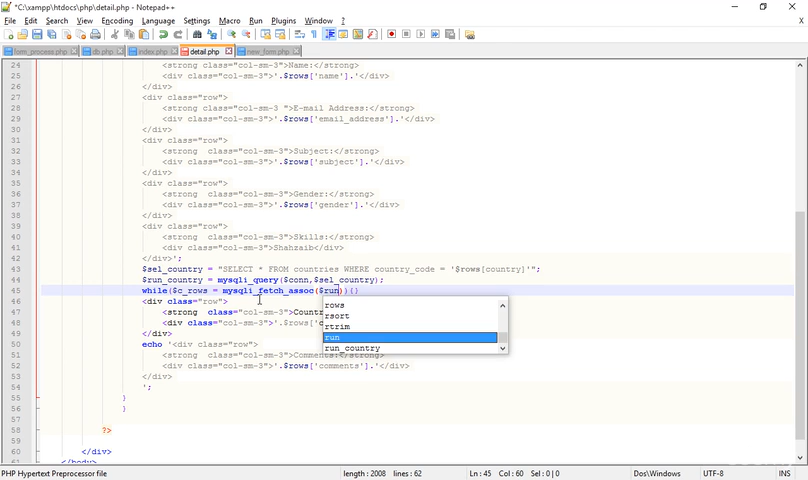 *C:\xampp\htdocs\php\detail.php - Notepad++
File Edit Search View Encoding Language Settings Macro Run Plugins Window ? X
form_process.php db.php index.php detail.php new_form.php
24 <strong class="col-sm-3">Name:</strong>
25 <div class="col-sm-3">'.$rows['name'].'</div>
26 </div>
27 <div class="row">
28 <strong class="col-sm-3 ">E-mail Address:</strong>
29 <div class="col-sm-3">'.$rows['email_address'].'</div>
30 </div>
31 <div class="row">
32 <strong class="col-sm-3">Subject:</strong>
33 <div class="col-sm-3">'.$rows['subject'].'</div>
34 </div>
35 <div class="row">
36 <strong class="col-sm-3">Gender:</strong>
37 <div class="col-sm-3">'.$rows['gender'].'</div>
38 </div>
39 <div class="row">
40 <strong class="col-sm-3">Skills:</strong>
41 <div class="col-sm-3">Shahzaib</div>
42 </div>';
43 $sel_country = "SELECT * FROM countries WHERE country_code = '$rows[country]'";
44 $run_country = mysqli_query($conn,$sel_country);
45 while($c_rows = mysqli_fetch_assoc($run)){}
46 <div class="row">
47 <strong class="col-sm-3">Count
48 <div class="col-sm-3">'.$rows['c
49 </div>
50 echo '<div class="row">
51 <strong class="col-sm-3">Comments:</strong>
52 <div class="col-sm-3">'.$rows['comments'].'</div>
53 </div>
54 ';
55 }
56 }
57
58 ?>
59
60 </div>
61 </body>
rows
rsort
rtrim
run
run_country
PHP Hypertext Preprocessor file length : 2008 lines : 62 Ln : 45 Col : 60 Sel : 0 | 0 Dos\Windows UTF-8 INS